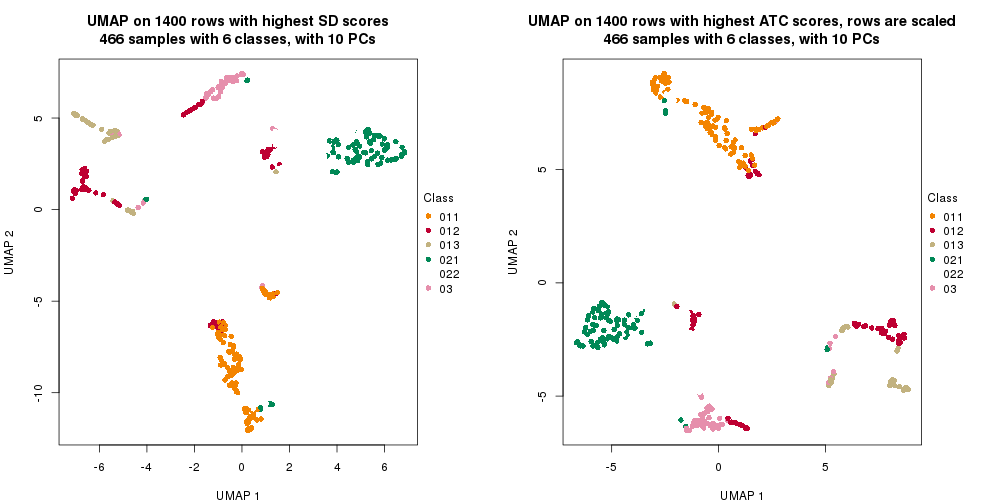 UMAP on 1400 rows with highest SD scores
466 samples with 6 classes, with 10 PCs
5
0
-5
-10
UMAP 2
-6 -4 -2 0 2 4 6
UMAP 1
Class
011
012
013
021
022
03
UMAP on 1400 rows with highest ATC scores, rows are scaled
466 samples with 6 classes, with 10 PCs
5
0
-5
UMAP 2
-5 0 5
UMAP 1
Class
011
012
013
021
022
03